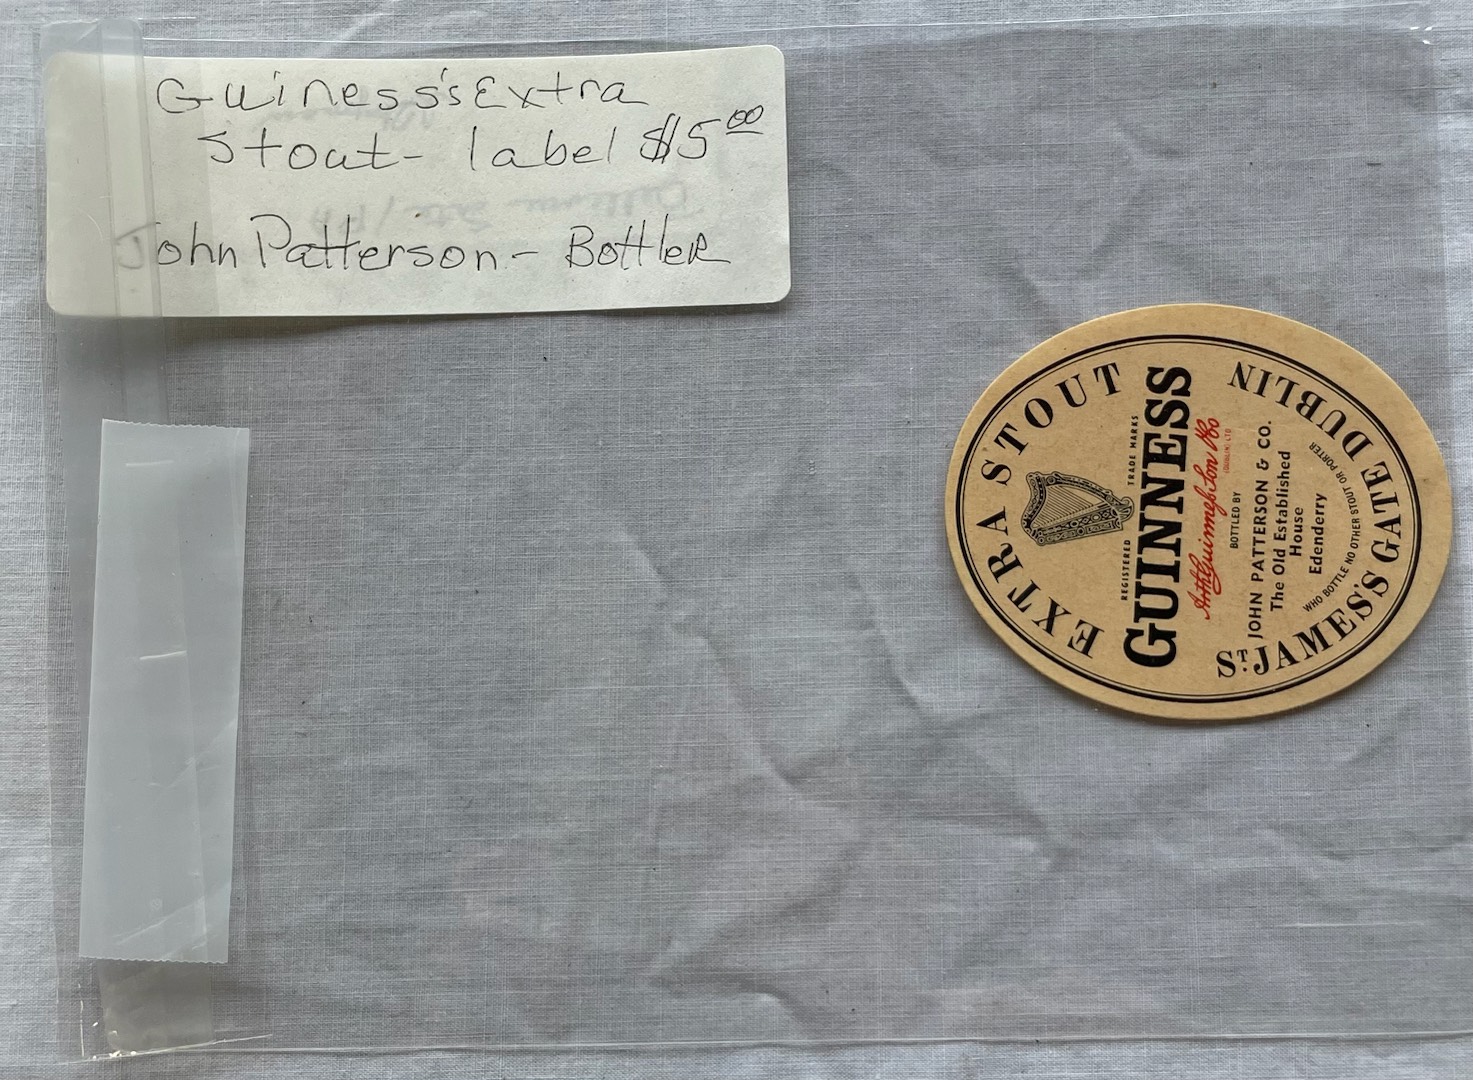 Guiness's Extra
Stout - label $5.00
John Patterson - Bottler
EXTRA STOUT
REGISTERED TRADE MARKS
GUINNESS
Arth Guinness Son & Co
(DUBLIN) LTD
BOTTLED BY
JOHN PATTERSON & CO.
The Old Established
House
Edenderry
WHO BOTTLE NO OTHER STOUT OR PORTER
ST. JAMES'S GATE DUBLIN